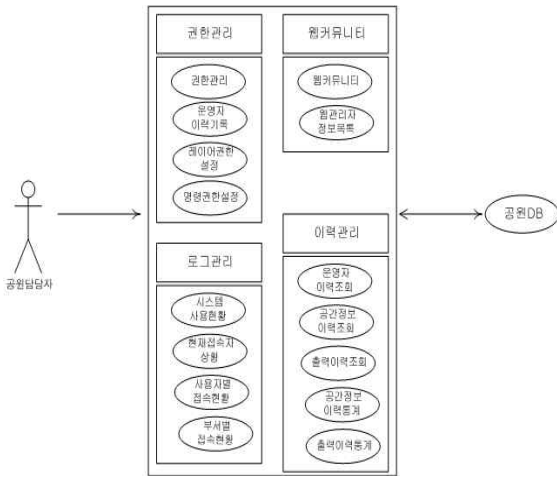 권한관리
권한관리
운영자
이력기록
레이어권한
설정
명령권한설정
웹커뮤니티
웹커뮤니티
웹관리자
정보목록
공원담당자
공원DB
로그관리
시스템
사용현황
현재접속자
상황
사용자별
접속현황
부서별
접속현황
이력관리
운영자
이력조회
공간정보
이력조회
출력이력조회
공간정보
이력통계
출력이력통계